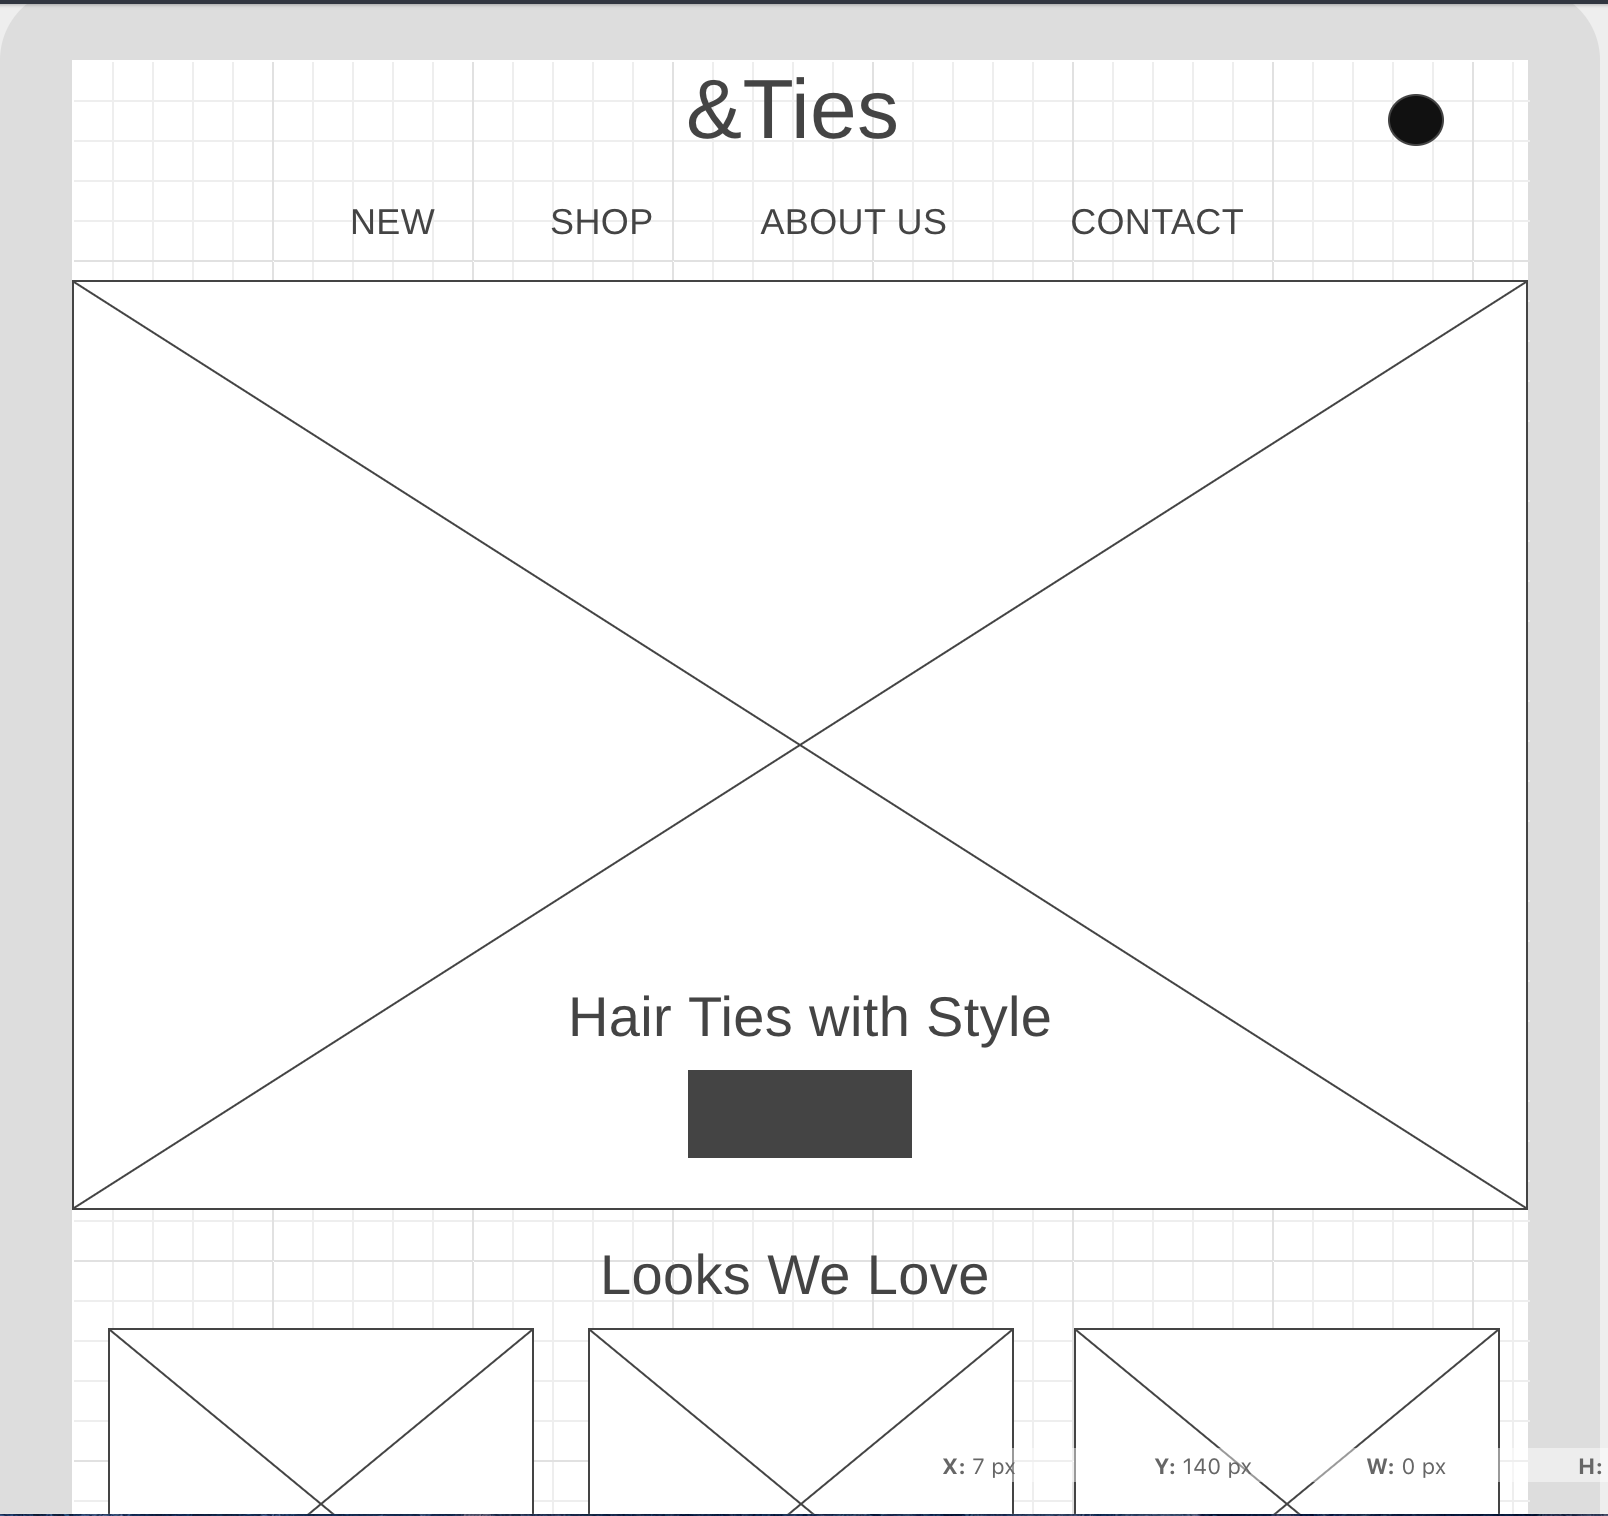 &Ties
NEW SHOP ABOUT US CONTACT
Hair Ties with Style
Looks We Love
X: 7 px Y: 140 px W: 0 px H: